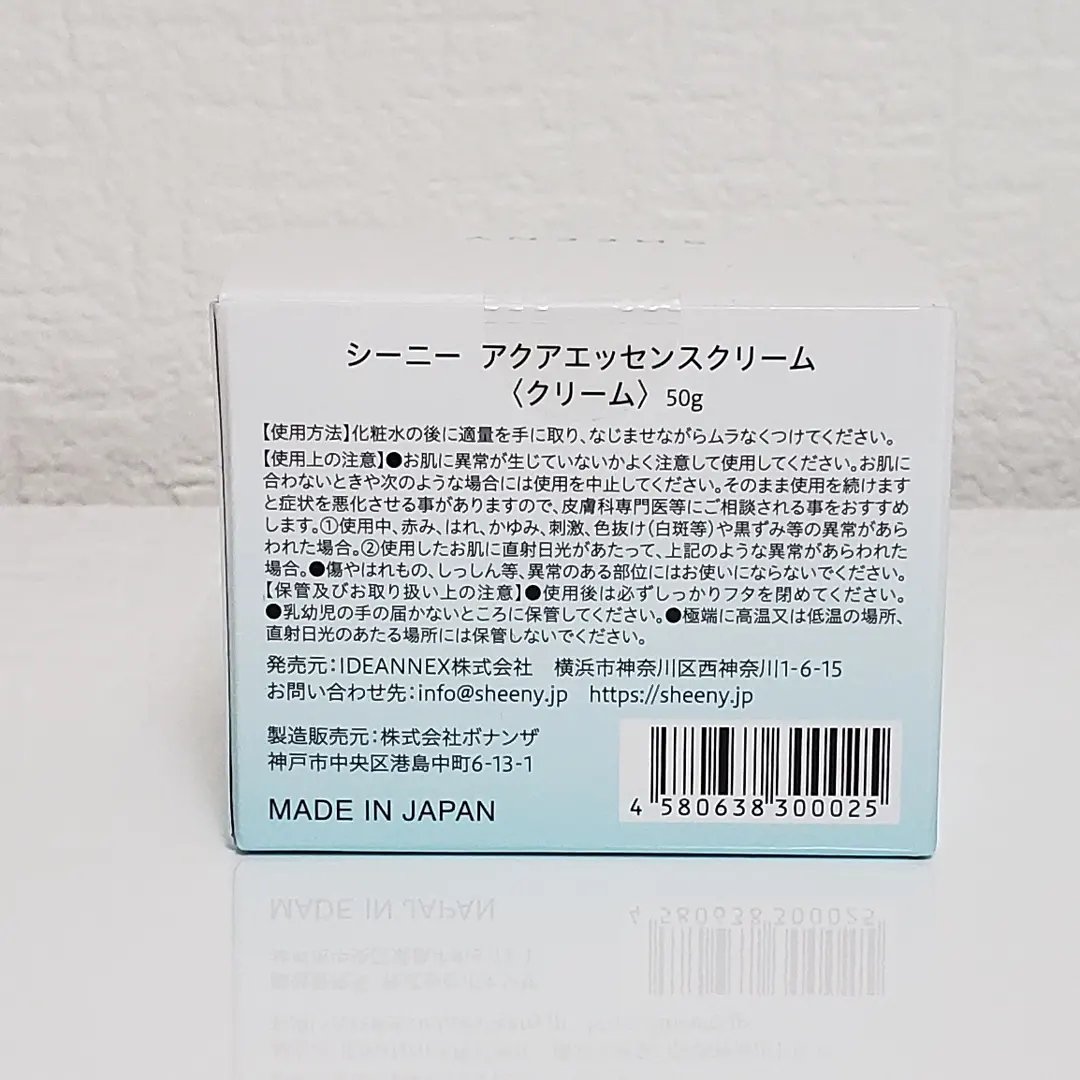 シーニー アクアエッセンスクリーム
〈クリーム〉 50g
【使用方法】化粧水の後に適量を手に取り、なじませながらムラなくつけてください。
【使用上の注意】●お肌に異常が生じていないかよく注意して使用してください。お肌に
合わないときや次のような場合には使用を中止してください。そのまま使用を続けます
と症状を悪化させる事がありますので、皮膚科専門医等にご相談される事をおすすめ
します。①使用中、赤み、はれ、かゆみ、刺激、色抜け(白斑等)や黒ずみ等の異常があら
われた場合。②使用したお肌に直射日光があたって、上記のような異常があらわれた
場合。●傷やはれもの、しっしん等、異常のある部位にはお使いにならないでください。
【保管及びお取り扱い上の注意】●使用後は必ずしっかりフタを閉めてください。
●乳幼児の手の届かないところに保管してください。●極端に高温又は低温の場所、
直射日光のあたる場所には保管しないでください。
発売元:IDEANNEX株式会社 横浜市神奈川区西神奈川1-6-15
お問い合わせ先:info@sheeny.jp https://sheeny.jp
製造販売元:株式会社ボナンザ
神戸市中央区港島中町6-13-1
MADE IN JAPAN
4 580638 300025